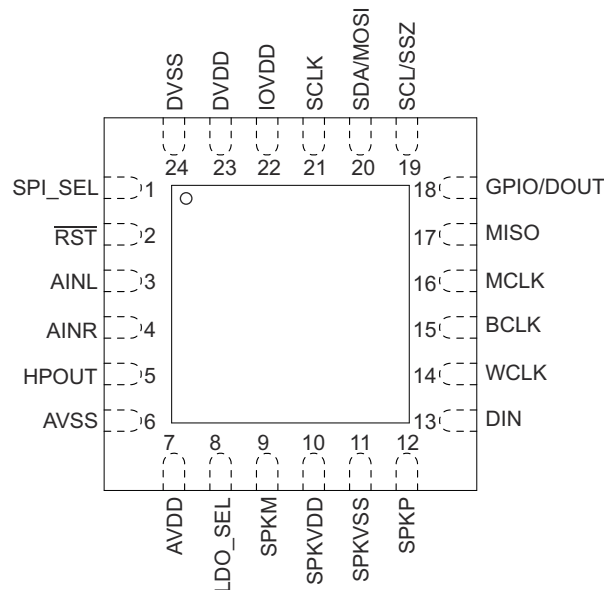 DVSS
DVDD
IOVDD
SCLK
SDA/MOSI
SCL/SSZ
24 23 22 21 20 19
SPI_SEL 1 18 GPIO/DOUT
RST 2 17 MISO
AINL 3 16 MCLK
AINR 4 15 BCLK
HPOUT 5 14 WCLK
AVSS 6 13 DIN
7 8 9 10 11 12
AVDD
LDO_SEL
SPKM
SPKVDD
SPKVSS
SPKP